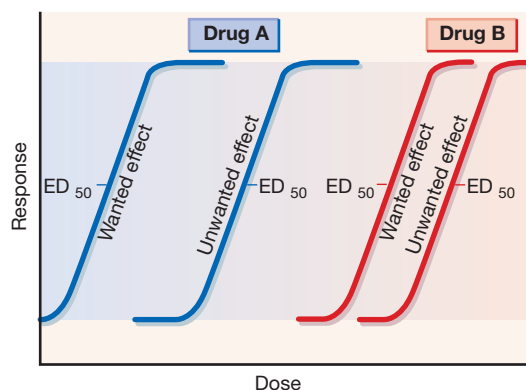 Drug A
Drug B
Response
ED 50
Wanted effect
Unwanted effect
ED 50
ED 50
Wanted effect
Unwanted effect
ED 50
Dose